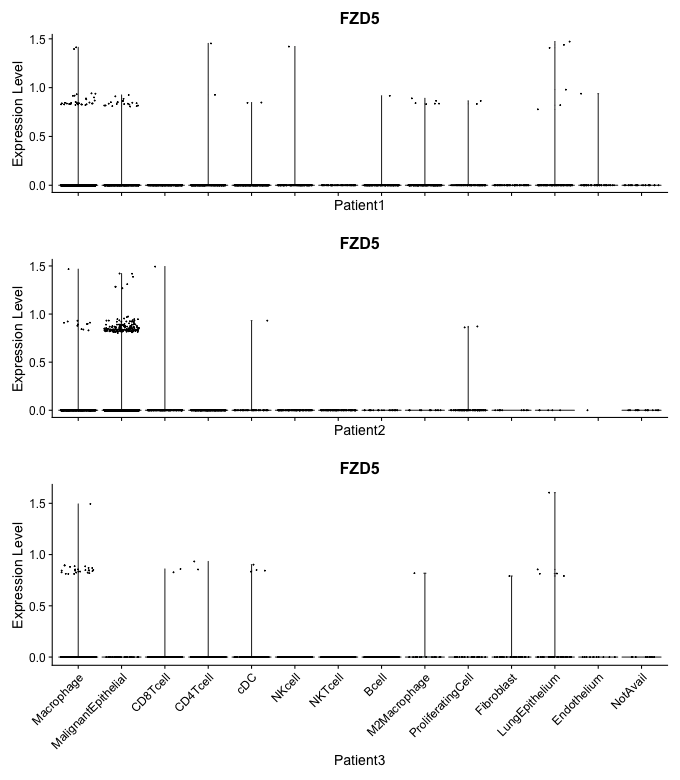 FZD5
Expression Level
1.5
1.0
0.5
0.0
Patient1
FZD5
Expression Level
1.5
1.0
0.5
0.0
Patient2
FZD5
Expression Level
1.5
1.0
0.5
0.0
Macrophage
MalignantEpithelial
CD8Tcell
CD4Tcell
cDC
NKcell
NKTcell
Bcell
M2Macrophage
ProliferatingCell
Fibroblast
LungEpithelium
Endothelium
NotAvail
Patient3